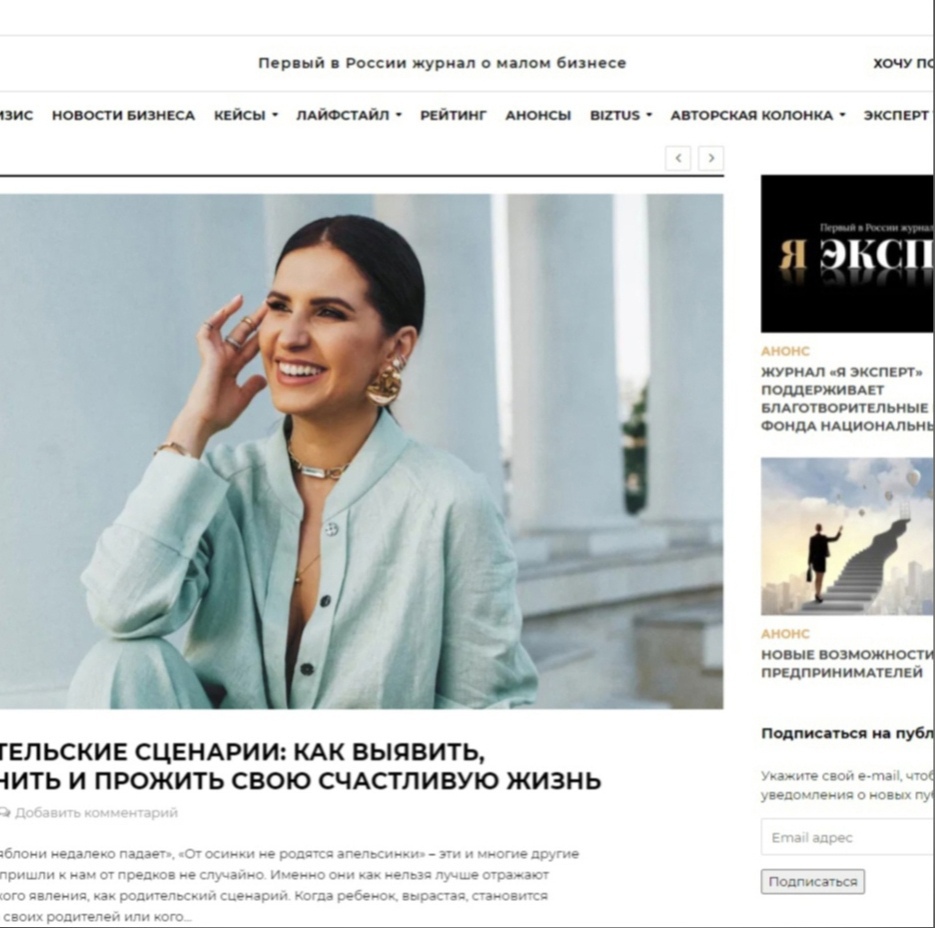 Первый в России журнал о малом бизнесе
ХОЧУ ПО
ИЗИС НОВОСТИ БИЗНЕСА КЕЙСЫ ЛАЙФСТАЙЛ РЕЙТИНГ АНОНСЫ BIZTUS АВТОРСКАЯ КОЛОНКА ЭКСПЕРТ
Первый в России журнал
Я ЭКСП
АНОНС
ЖУРНАЛ «Я ЭКСПЕРТ»
ПОДДЕРЖИВАЕТ
БЛАГОТВОРИТЕЛЬНЫЕ
ФОНДА НАЦИОНАЛЬНЫ
АНОНС
НОВЫЕ ВОЗМОЖНОСТИ
ПРЕДПРИНИМАТЕЛЕЙ
ТЕЛЬСКИЕ СЦЕНАРИИ: КАК ВЫЯВИТЬ,
НИТЬ И ПРОЖИТЬ СВОЮ СЧАСТЛИВУЮ ЖИЗНЬ
Добавить комментарий
яблони недалеко падает», «От осинки не родятся апельсинки» – эти и многие другие
пришли к нам от предков не случайно. Именно они как нельзя лучше отражают
кого явления, как родительский сценарий. Когда ребенок, вырастая, становится
своих родителей или кого...
Подписаться на публ
Укажите свой e-mail, чтоб
уведомления о новых пу
Email адрес
Подписаться